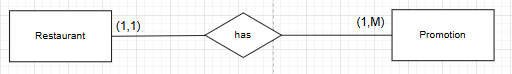 Restaurant
(1,1)
has
(1,M)
Promotion